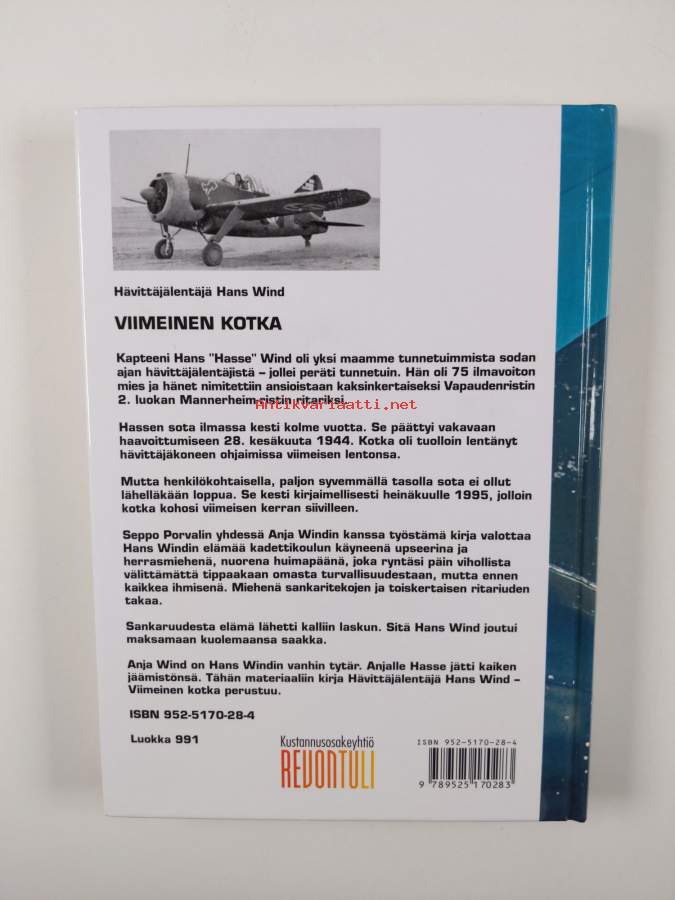 Hävittäjälentäjä Hans Wind
VIIMEINEN KOTKA
Kapteeni Hans "Hasse" Wind oli yksi maamme tunnetuimmista sodan
ajan hävittäjälentäjistä – jollei peräti tunnetuin. Hän oli 75 ilmavoiton
mies ja hänet nimitettiin ansioistaan kaksinkertaiseksi Vapaudenristin
2. luokan Mannerheim-ristin ritariksi.
Antikvariaatti.net
Hassen sota ilmassa kesti kolme vuotta. Se päättyi vakavaan
haavoittumiseen 28. kesäkuuta 1944. Kotka oli tuolloin lentänyt
hävittäjäkoneen ohjaimissa viimeisen lentonsa.
Mutta henkilökohtaisella, paljon syvemmällä tasolla sota ei ollut
lähelläkään loppua. Se kesti kirjaimellisesti heinäkuulle 1995, jolloin
kotka kohosi viimeisen kerran siivilleen.
Seppo Porvalin yhdessä Anja Windin kanssa työstämä kirja valottaa
Hans Windin elämää kadettikoulun käyneenä upseerina ja
herrasmiehenä, nuorena huimapäänä, joka ryntäsi päin vihollista
välittämättä tippaakaan omasta turvallisuudestaan, mutta ennen
kaikkea ihmisenä. Miehenä sankaritekojen ja toiskertaisen ritariuden
takaa.
Sankaruudesta elämä lähetti kalliin laskun. Sitä Hans Wind joutui
maksamaan kuolemaansa saakka.
Anja Wind on Hans Windin vanhin tytär. Anjalle Hasse jätti kaiken
jäämistönsä. Tähän materiaaliin kirja Hävittäjälentäjä Hans Wind –
Viimeinen kotka perustuu.
ISBN 952-5170-28-4
Luokka 991
Kustannusosakeyhtiö
REVONTULI
ISBN 952-5170-28-4
9 789525 170283